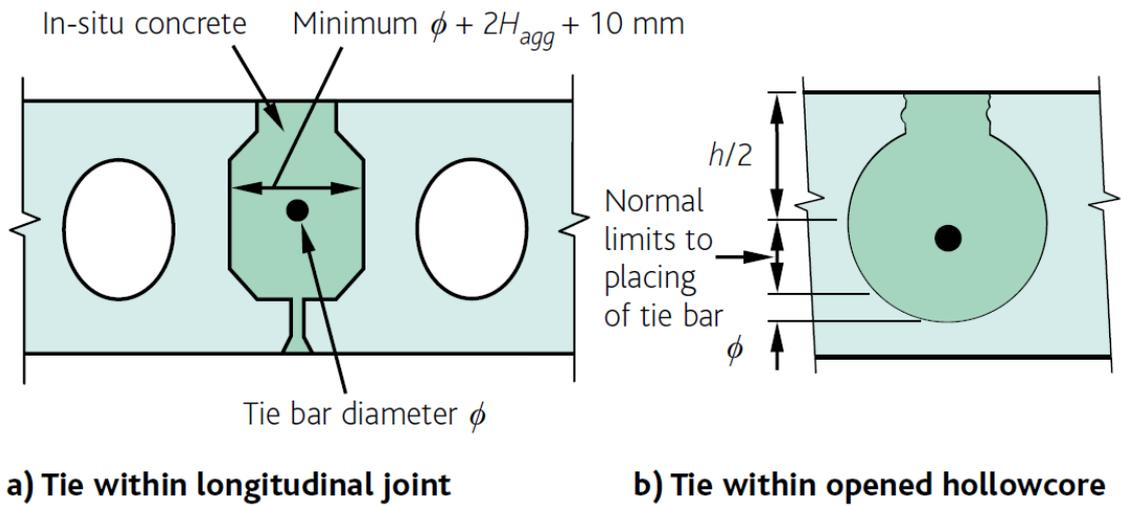 In-situ concrete
Minimum ϕ + 2Hagg + 10 mm
h/2
Normal
limits to
placing
of tie bar
ϕ
Tie bar diameter ϕ
a) Tie within longitudinal joint
b) Tie within opened hollowcore